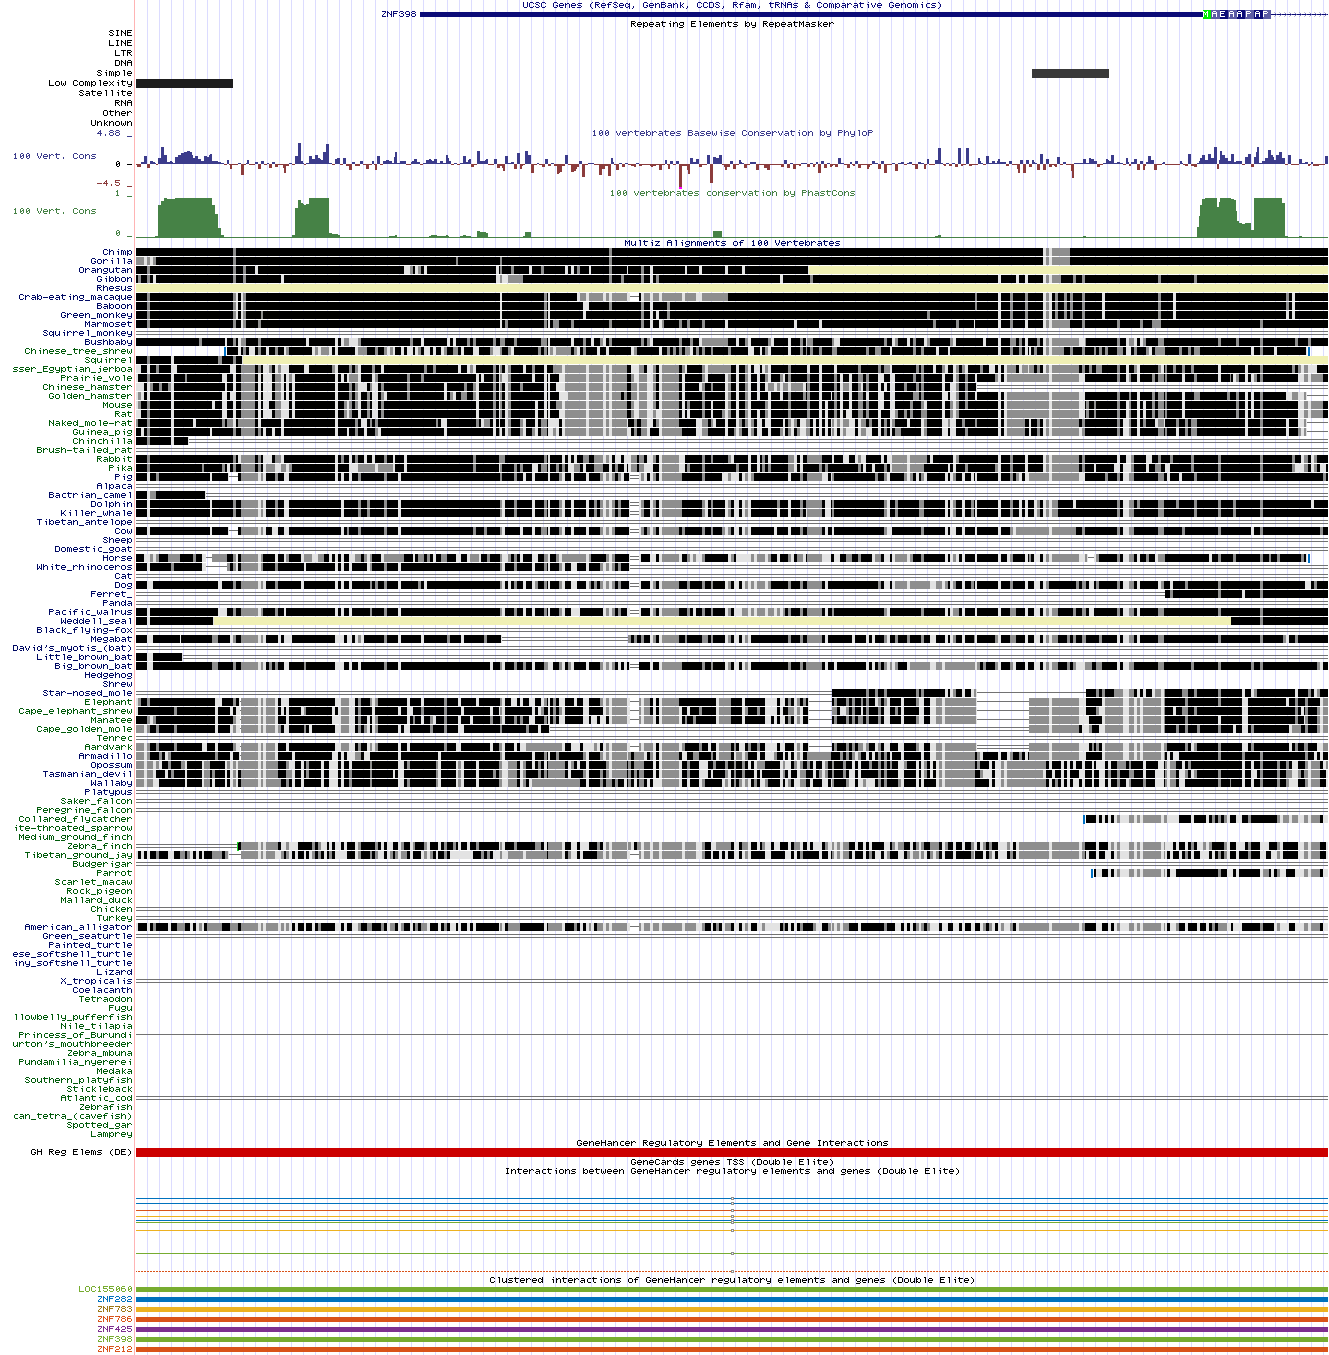 UCSC Genes (RefSeq, GenBank, CCDS, Rfam, tRNAs & Comparative Genomics)
ZNF398 M A E A A P A P
Repeating Elements by RepeatMasker
SINE
LINE
LTR
DNA
Simple
Low Complexity
Satellite
RNA
Other
Unknown
4.88 _
100 vertebrates Basewise Conservation by PhyloP
100 Vert. Cons
0 _
-4.5 _
100 vertebrates conservation by PhastCons
1 _
100 Vert. Cons
0 _
Multiz Alignments of 100 Vertebrates
Chimp
Gorilla
Orangutan
Gibbon
Rhesus
Crab-eating_macaque
Baboon
Green_monkey
Marmoset
Squirrel_monkey
Bushbaby
Chinese_tree_shrew
Squirrel
sser_Egyptian_jerboa
Prairie_vole
Chinese_hamster
Golden_hamster
Mouse
Rat
Naked_mole-rat
Guinea_pig
Chinchilla
Brush-tailed_rat
Rabbit
Pika
Pig
Alpaca
Bactrian_camel
Dolphin
Killer_whale
Tibetan_antelope
Cow
Sheep
Domestic_goat
Horse
White_rhinoceros
Cat
Dog
Ferret_
Panda
Pacific_walrus
Weddell_seal
Black_flying-fox
Megabat
David's_myotis_(bat)
Little_brown_bat
Big_brown_bat
Hedgehog
Shrew
Star-nosed_mole
Elephant
Cape_elephant_shrew
Manatee
Cape_golden_mole
Tenrec
Aardvark
Armadillo
Opossum
Tasmanian_devil
Wallaby
Platypus
Saker_falcon
Peregrine_falcon
Collared_flycatcher
ite-throated_sparrow
Medium_ground_finch
Zebra_finch
Tibetan_ground_jay
Budgerigar
Parrot
Scarlet_macaw
Rock_pigeon
Mallard_duck
Chicken
Turkey
American_alligator
Green_seaturtle
Painted_turtle
ese_softshell_turtle
iny_softshell_turtle
Lizard
X_tropicalis
Coelacanth
Tetraodon
Fugu
llowbelly_pufferfish
Nile_tilapia
Princess_of_Burundi
urton's_mouthbreeder
Zebra_mbuna
Pundamilia_nyererei
Medaka
Southern_platyfish
Stickleback
Atlantic_cod
Zebrafish
can_tetra_(cavefish)
Spotted_gar
Lamprey
GeneHancer Regulatory Elements and Gene Interactions
GH Reg Elems (DE)
GeneCards genes TSS (Double Elite)
Interactions between GeneHancer regulatory elements and genes (Double Elite)
Clustered interactions of GeneHancer regulatory elements and genes (Double Elite)
LOC155060
ZNF282
ZNF783
ZNF786
ZNF425
ZNF398
ZNF212